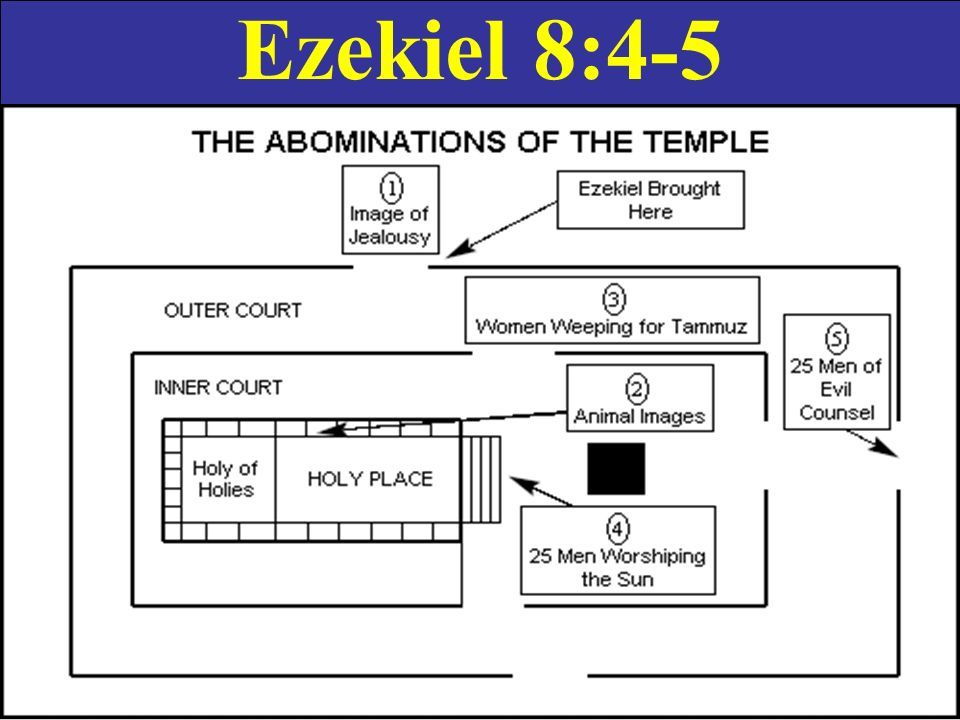 Ezekiel 8:4-5
THE ABOMINATIONS OF THE TEMPLE
1
Image of
Jealousy
Ezekiel Brought
Here
OUTER COURT
3
Women Weeping for Tammuz
5
25 Men of
Evil
Counsel
INNER COURT
2
Animal Images
Holy of
Holies
HOLY PLACE
4
25 Men Worshiping
the Sun